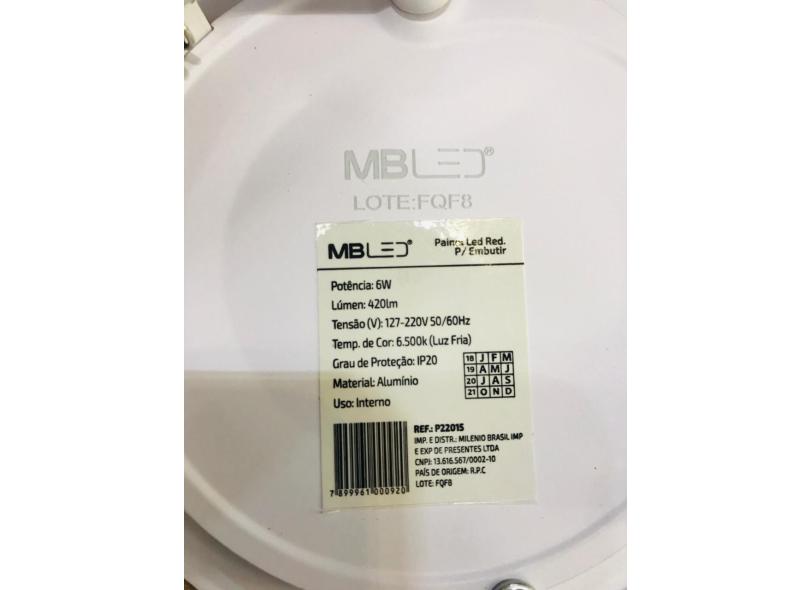 MBLED®
LOTE:FQF8
MBLED®
Painel Led Red.
P/ Embutir
Potência: 6W
Lúmen: 420lm
Tensão (V): 127-220V 50/60Hz
Temp. de Cor: 6.500k (Luz Fria)
Grau de Proteção: IP20
Material: Alumínio
Uso: Interno
18 J F M
19 A M J
20 J A S
21 O N D
REF.: P22015
IMP. E DISTR.: MILENIO BRASIL IMP
E EXP DE PRESENTES LTDA
CNPJ: 13.616.567/0002-10
PAÍS DE ORIGEM: R.P.C
LOTE: FQF8
7 899961 000920